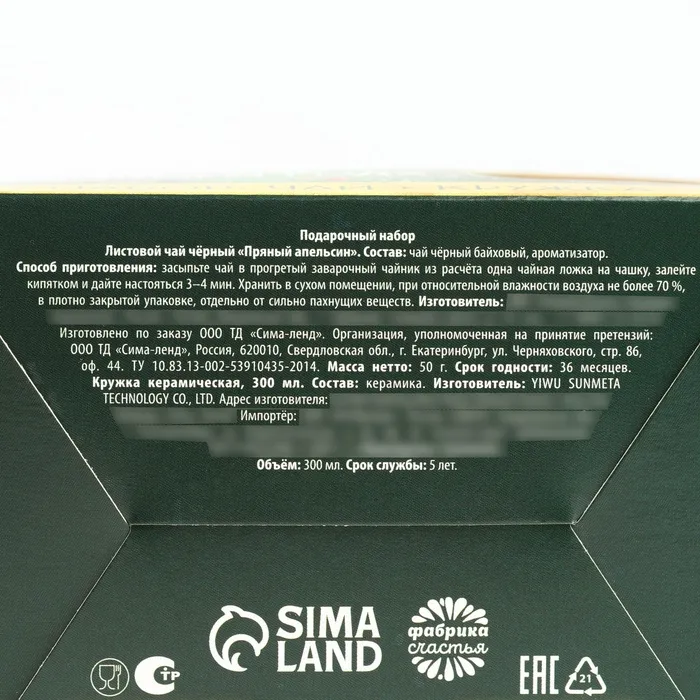 Подарочный набор
Листовой чай чёрный «Пряный апельсин». Состав: чай чёрный байховый, ароматизатор.
Способ приготовления: засыпьте чай в прогретый заварочный чайник из расчёта одна чайная ложка на чашку, залейте
кипятком и дайте настояться 3–4 мин. Хранить в сухом помещении, при относительной влажности воздуха не более 70 %,
в плотно закрытой упаковке, отдельно от сильно пахнущих веществ. Изготовитель:
Изготовлено по заказу ООО ТД «Сима-ленд». Организация, уполномоченная на принятие претензий:
ООО ТД «Сима-ленд», Россия, 620010, Свердловская обл., г. Екатеринбург, ул. Черняховского, стр. 86,
оф. 44. ТУ 10.83.13-002-53910435-2014. Масса нетто: 50 г. Срок годности: 36 месяцев.
Кружка керамическая, 300 мл. Состав: керамика. Изготовитель: YIWU SUNMETA
TECHNOLOGY CO., LTD. Адрес изготовителя:
Импортёр:
Объём: 300 мл. Срок службы: 5 лет.
SIMA
LAND
фабрика
счастья
СТР
EAC
21